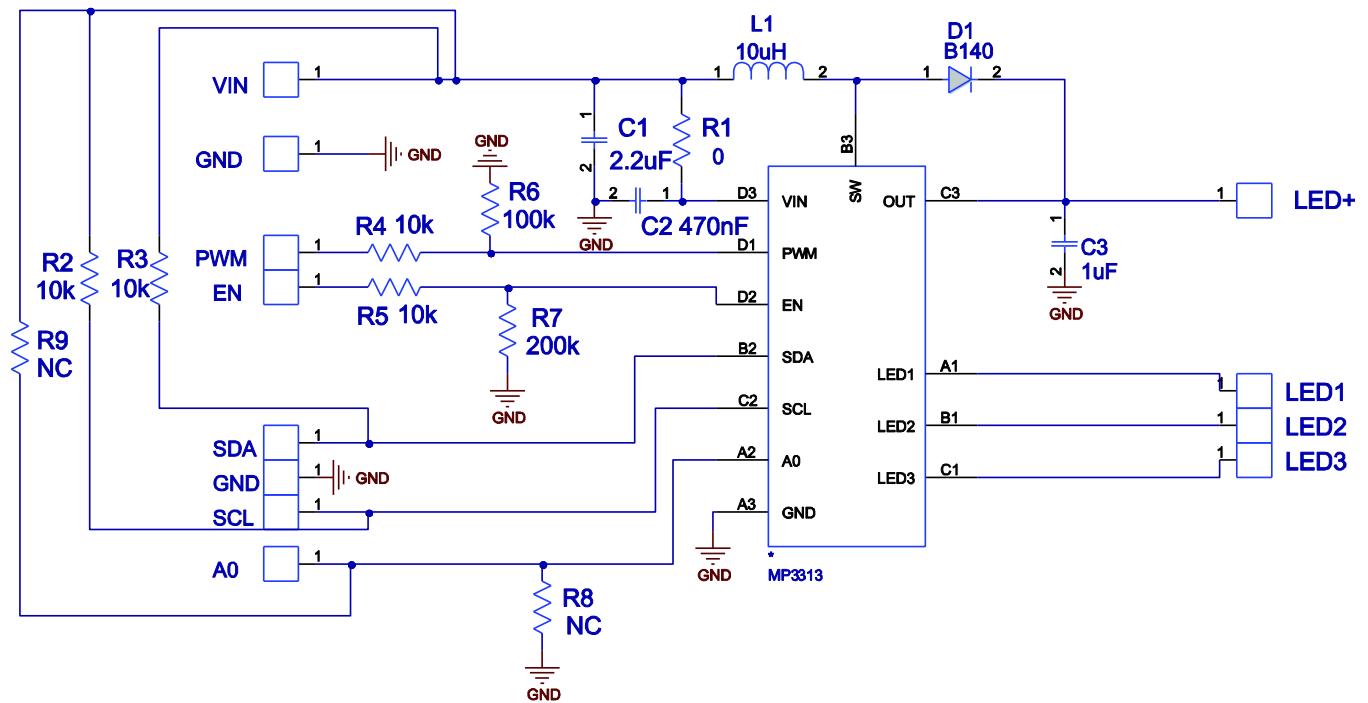 L1
10uH
D1
B140
VIN
1
1
2
1
2
GND
1
GND
1
2
C1
2.2uF
R1
0
B3
GND
R6
100k
2
1
C2 470nF
GND
D3
VIN
SW
OUT
C3
1
LED+
R4 10k
PWM
1
EN
1
R5 10k
D1
PWM
D2
EN
1
2
C3
1uF
GND
R2
10k
R3
10k
R7
200k
GND
R9
NC
B2
SDA
C2
SCL
A2
A0
A3
GND
LED1
A1
1
LED1
LED2
B1
1
LED2
LED3
C1
1
LED3
SDA
1
GND
1
GND
SCL
1
A0
1
GND
*
MP3313
R8
NC
GND